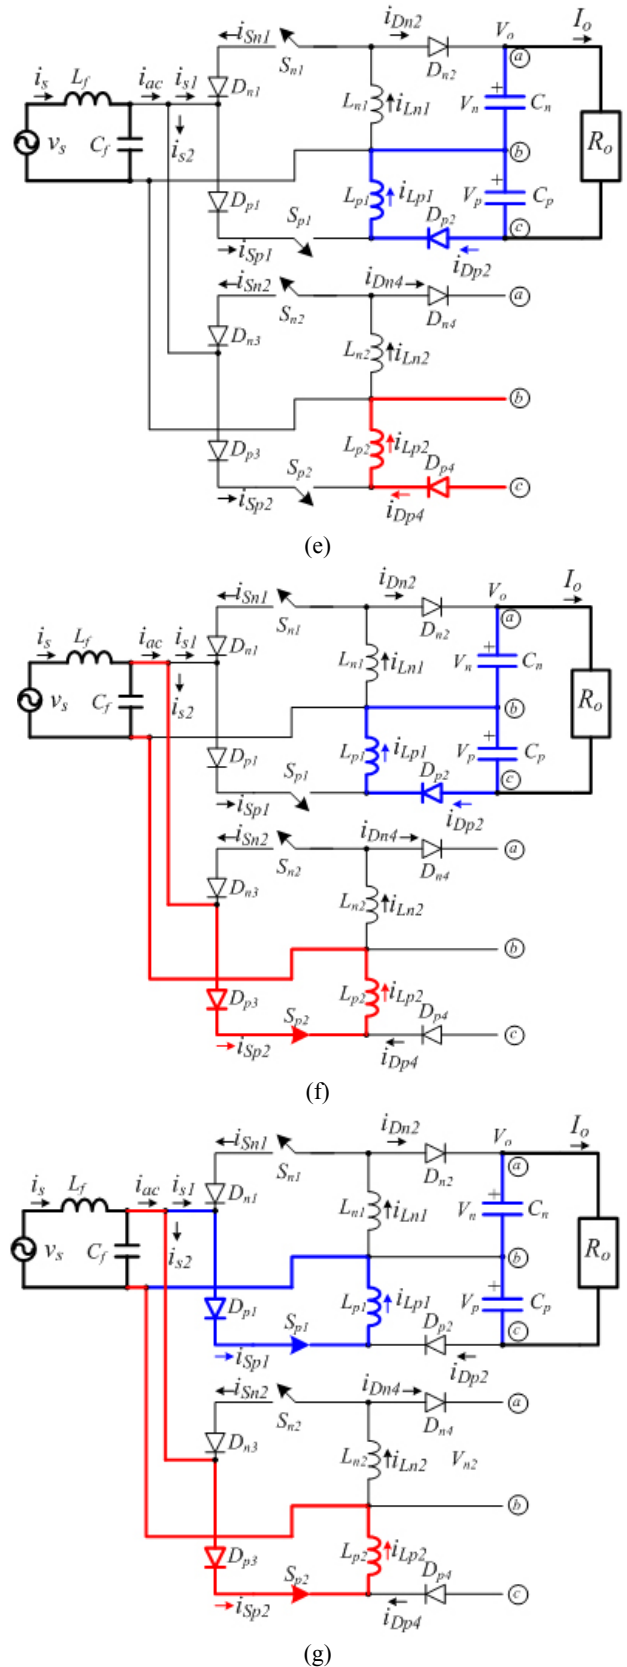 iSn1 Sn1 iDn2 Vo Io
a
Dn2
is Lf iac is1 Dn1
Ln1 iLn1 Vn + Cn
vs Cf is2 Ro
b
Dp1 Sp1 Lp1 iLp1 Vp + Cp
Dp2
c
iSp1 iDp2
iSn2 Sn2 iDn4 a
Dn4
Dn3
Ln2 iLn2
b
Dp3 Sp2 Lp2 iLp2
Dp4
c
iSp2 iDp4
(e)
iSn1 Sn1 iDn2 Vo Io
a
Dn2
is Lf iac is1 Dn1
Ln1 iLn1 Vn + Cn
vs Cf is2 Ro
b
Dp1 Sp1 Lp1 iLp1 Vp + Cp
Dp2
c
iSp1 iDp2
iSn2 Sn2 iDn4 a
Dn4
Dn3
Ln2 iLn2
b
Dp3 Sp2 Lp2 iLp2
Dp4
c
iSp2 iDp4
(f)
iSn1 Sn1 iDn2 Vo Io
a
Dn2
is Lf iac is1 Dn1
Ln1 iLn1 Vn + Cn
vs Cf is2 Ro
b
Dp1 Sp1 Lp1 iLp1 Vp + Cp
Dp2
c
iSp1 iDp2
iSn2 Sn2 iDn4 a
Dn4
Dn3
Ln2 iLn2 Vn2
b
Dp3 Sp2 Lp2 iLp2
Dp4
c
iSp2 iDp4
(g)